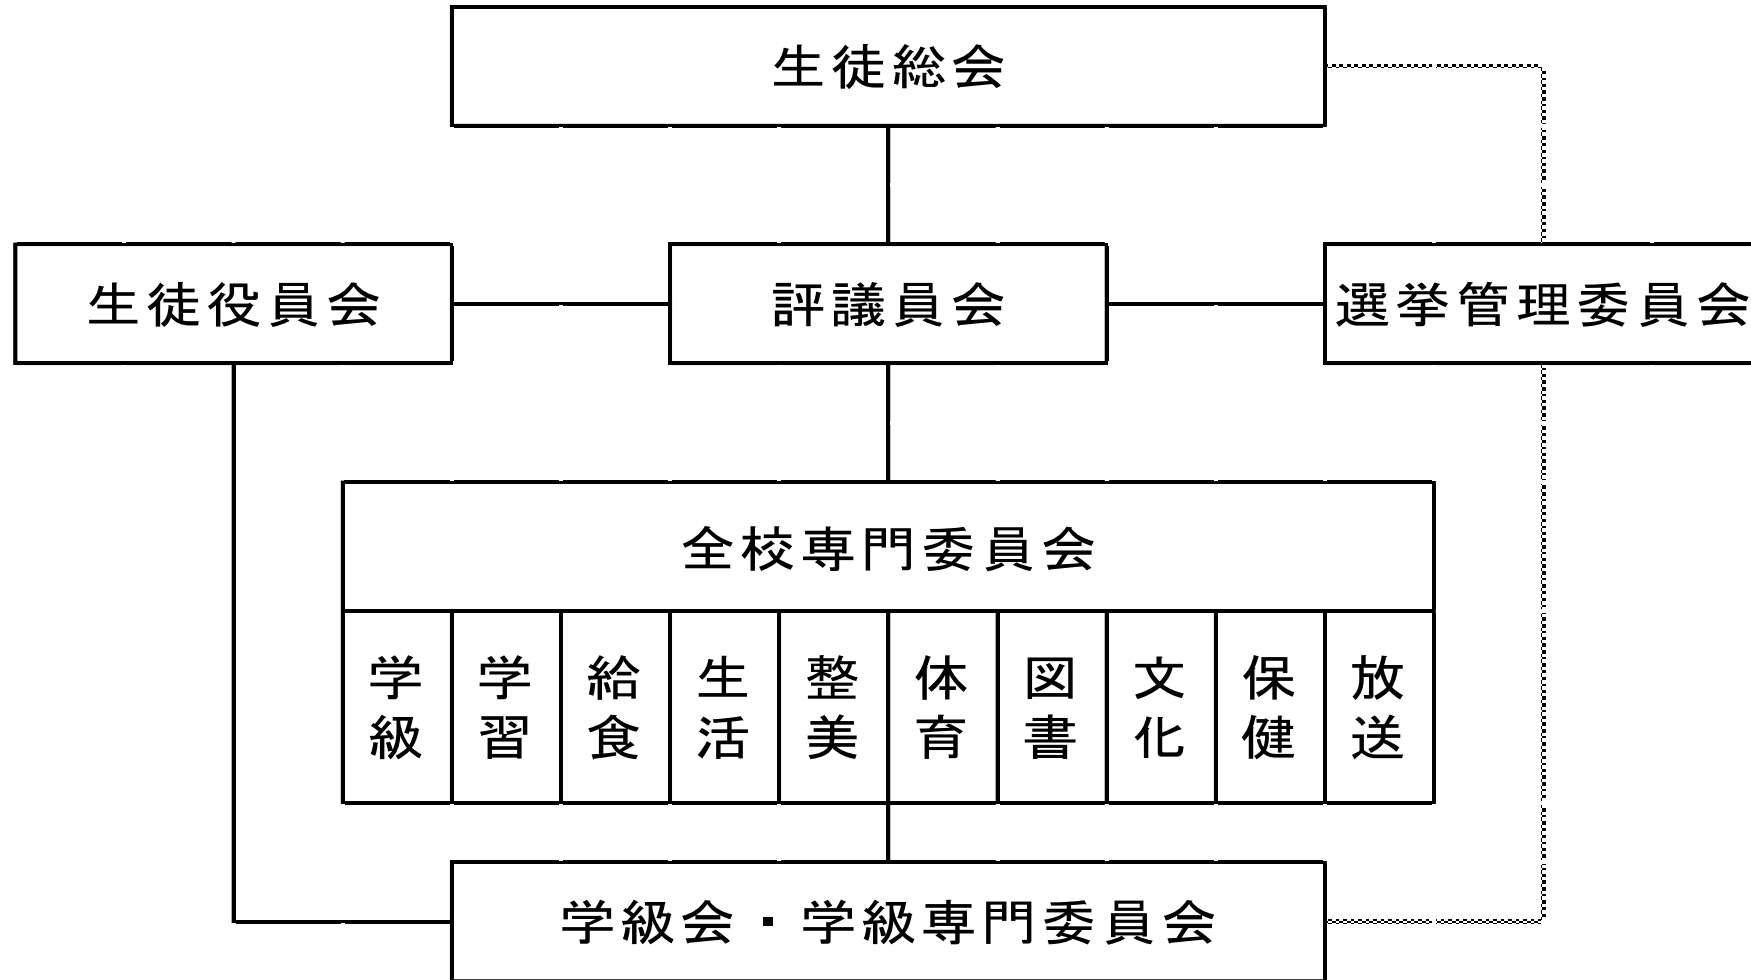 生徒総会
生徒役員会
評議員会
選挙管理委員会
全校専門委員会
学級
学習
給食
生活
整美
体育
図書
文化
保健
放送
学級会・学級専門委員会